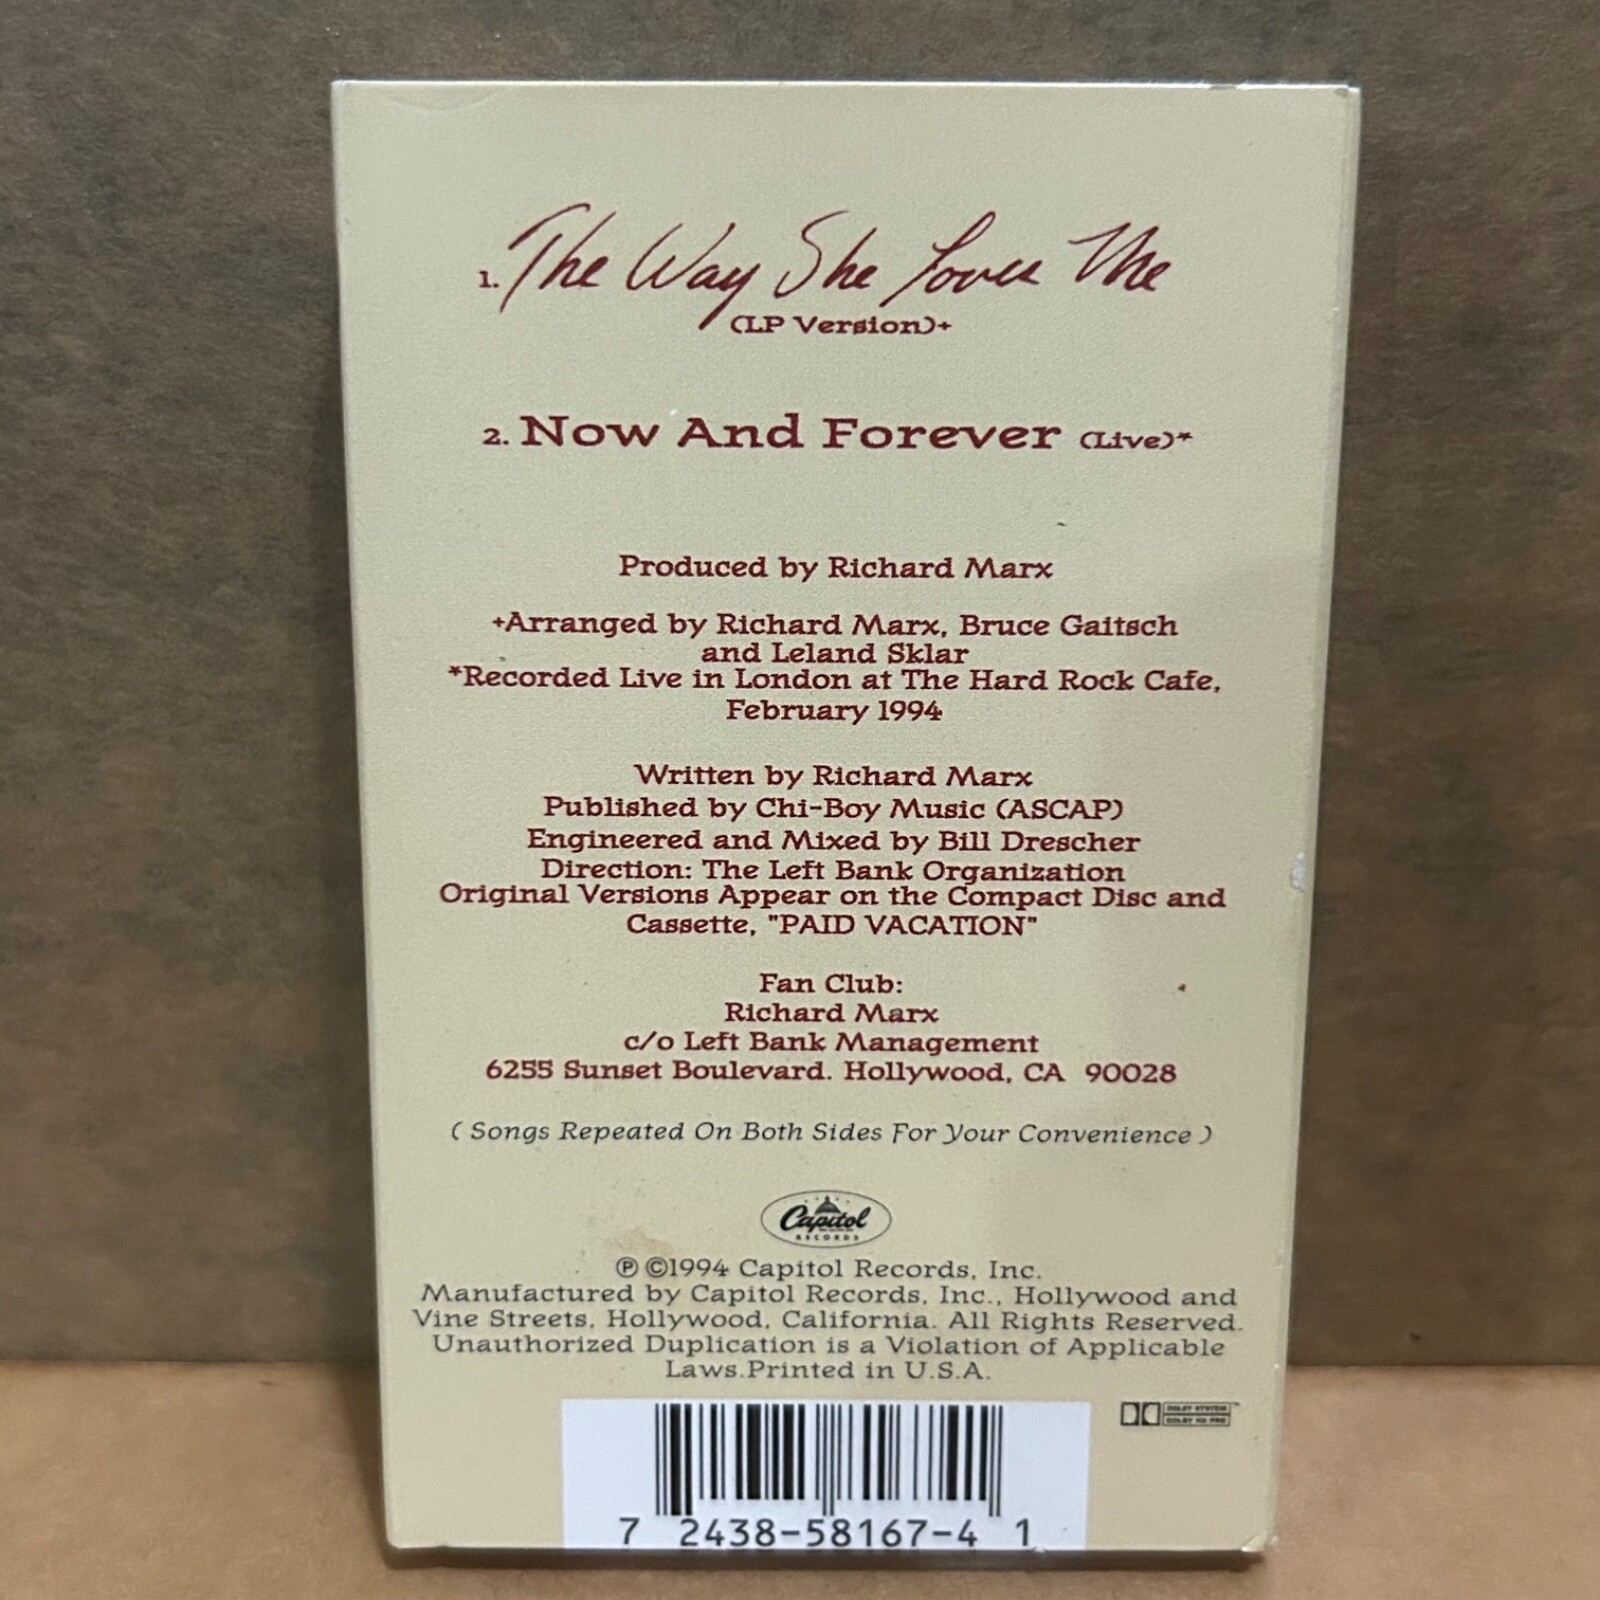 1. The Way She Loves Me
(LP Version)+
2. Now And Forever (Live)*
Produced by Richard Marx
+Arranged by Richard Marx, Bruce Gaitsch
and Leland Sklar
*Recorded Live in London at The Hard Rock Cafe,
February 1994
Written by Richard Marx
Published by Chi-Boy Music (ASCAP)
Engineered and Mixed by Bill Drescher
Direction: The Left Bank Organization
Original Versions Appear on the Compact Disc and
Cassette, "PAID VACATION"
Fan Club:
Richard Marx
c/o Left Bank Management
6255 Sunset Boulevard. Hollywood, CA 90028
( Songs Repeated On Both Sides For Your Convenience )
Capitol
RECORDS
℗ ©1994 Capitol Records, Inc.
Manufactured by Capitol Records, Inc., Hollywood and
Vine Streets, Hollywood, California. All Rights Reserved.
Unauthorized Duplication is a Violation of Applicable
Laws.Printed in U.S.A.
DOLBY SYSTEM
DOLBY HX PRO
7 2438-58167-4 1